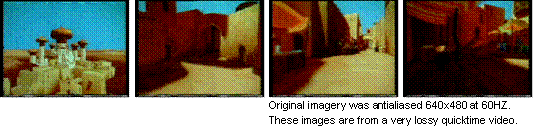 Original imagery was antialiased 640x480 at 60HZ.
These images are from a very lossy quicktime video.